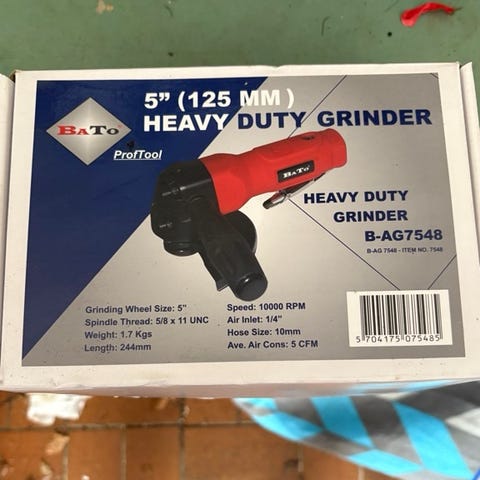 5” (125 MM )
HEAVY DUTY GRINDER
BATO
ProfTool
BATO
HEAVY DUTY
GRINDER
B-AG7548
B-AG 7548 - ITEM NO. 7548
Grinding Wheel Size: 5"
Spindle Thread: 5/8 x 11 UNC
Weight: 1.7 Kgs
Length: 244mm
Speed: 10000 RPM
Air Inlet: 1/4"
Hose Size: 10mm
Ave. Air Cons: 5 CFM
5 704175 075485